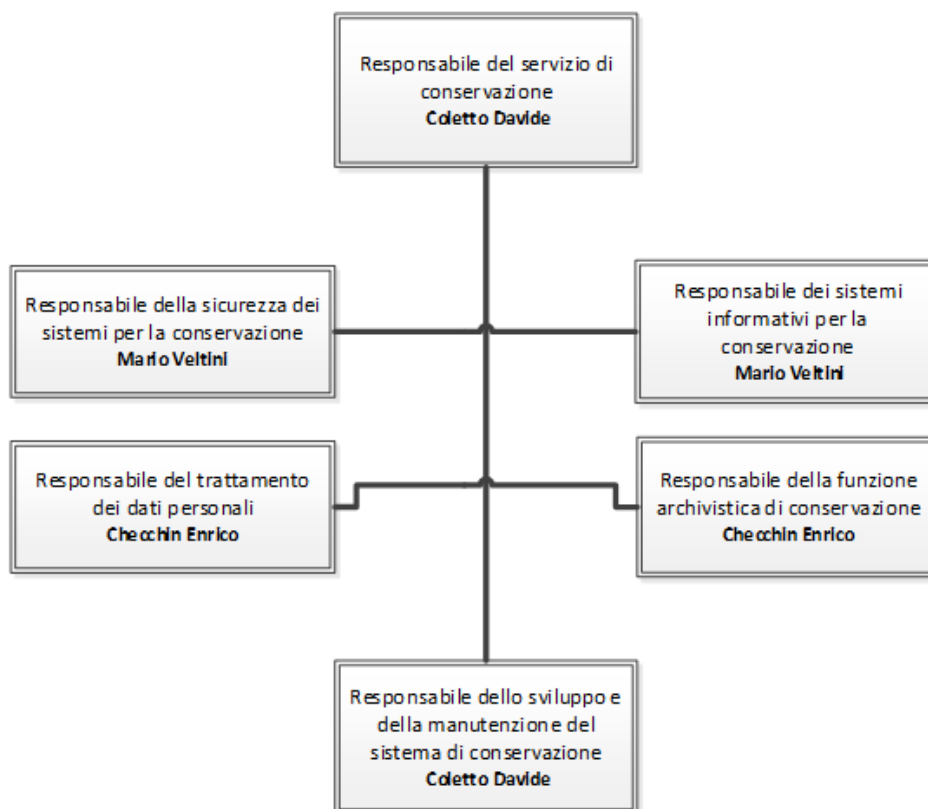 Responsabile del servizio di
conservazione
Coletto Davide
Responsabile della sicurezza dei
sistemi per la conservazione
Mario Veltini
Responsabile dei sistemi
informativi per la
conservazione
Mario Veltini
Responsabile del trattamento
dei dati personali
Checchin Enrico
Responsabile della funzione
archivistica di conservazione
Checchin Enrico
Responsabile dello sviluppo e
della manutenzione del
sistema di conservazione
Coletto Davide